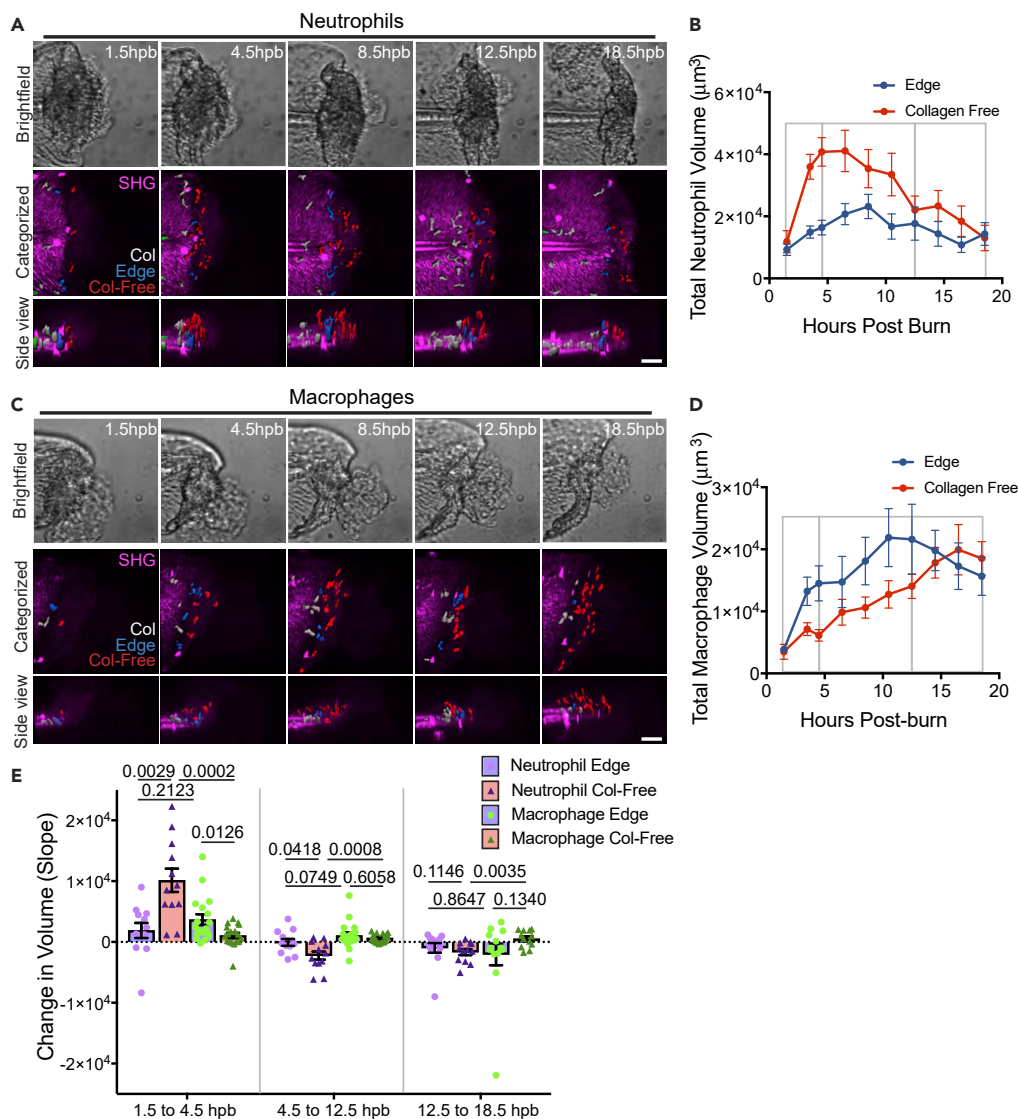 A
Neutrophils
Brightfield
1.5hpb
4.5hpb
8.5hpb
12.5hpb
18.5hpb
Categorized
SHG
Col
Edge
Col-Free
Side view
B
Edge
Collagen Free
Total Neutrophil Volume (μm³)
6×10⁴
4×10⁴
2×10⁴
0
0 5 10 15 20
Hours Post Burn
C
Macrophages
Brightfield
1.5hpb
4.5hpb
8.5hpb
12.5hpb
18.5hpb
Categorized
SHG
Col
Edge
Col-Free
Side view
D
Edge
Collagen Free
Total Macrophage Volume (μm³)
3×10⁴
2×10⁴
1×10⁴
0
0 5 10 15 20
Hours Post-burn
E
Neutrophil Edge
Neutrophil Col-Free
Macrophage Edge
Macrophage Col-Free
Change in Volume (Slope)
2×10⁴
1×10⁴
0
-1×10⁴
-2×10⁴
0.0029 0.0002
0.2123
0.0126
0.0418 0.0008
0.0749 0.6058
0.1146 0.0035
0.8647 0.1340
1.5 to 4.5 hpb 4.5 to 12.5 hpb 12.5 to 18.5 hpb